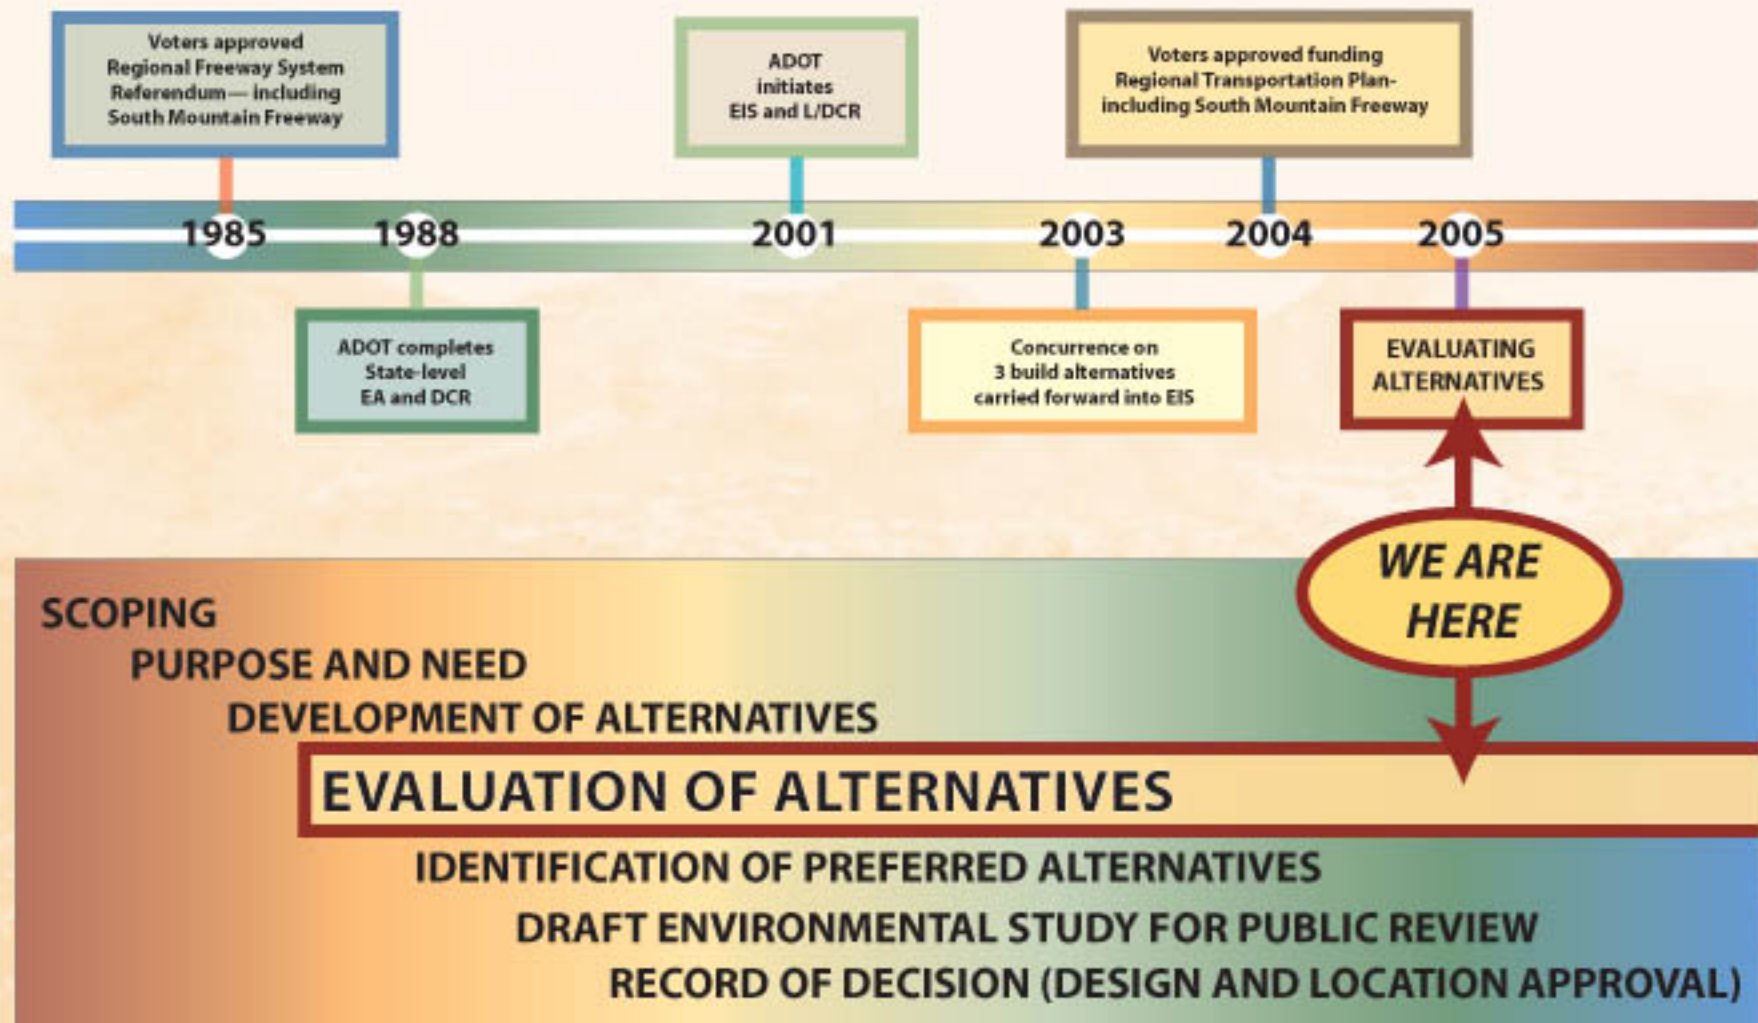 Voters approved
Regional Freeway System
Referendum— including
South Mountain Freeway
ADOT
initiates
EIS and L/DCR
Voters approved funding
Regional Transportation Plan-
including South Mountain Freeway
1985 1988 2001 2003 2004 2005
ADOT completes
State-level
EA and DCR
Concurrence on
3 build alternatives
carried forward into EIS
EVALUATING
ALTERNATIVES
WE ARE
HERE
SCOPING
PURPOSE AND NEED
DEVELOPMENT OF ALTERNATIVES
EVALUATION OF ALTERNATIVES
IDENTIFICATION OF PREFERRED ALTERNATIVES
DRAFT ENVIRONMENTAL STUDY FOR PUBLIC REVIEW
RECORD OF DECISION (DESIGN AND LOCATION APPROVAL)